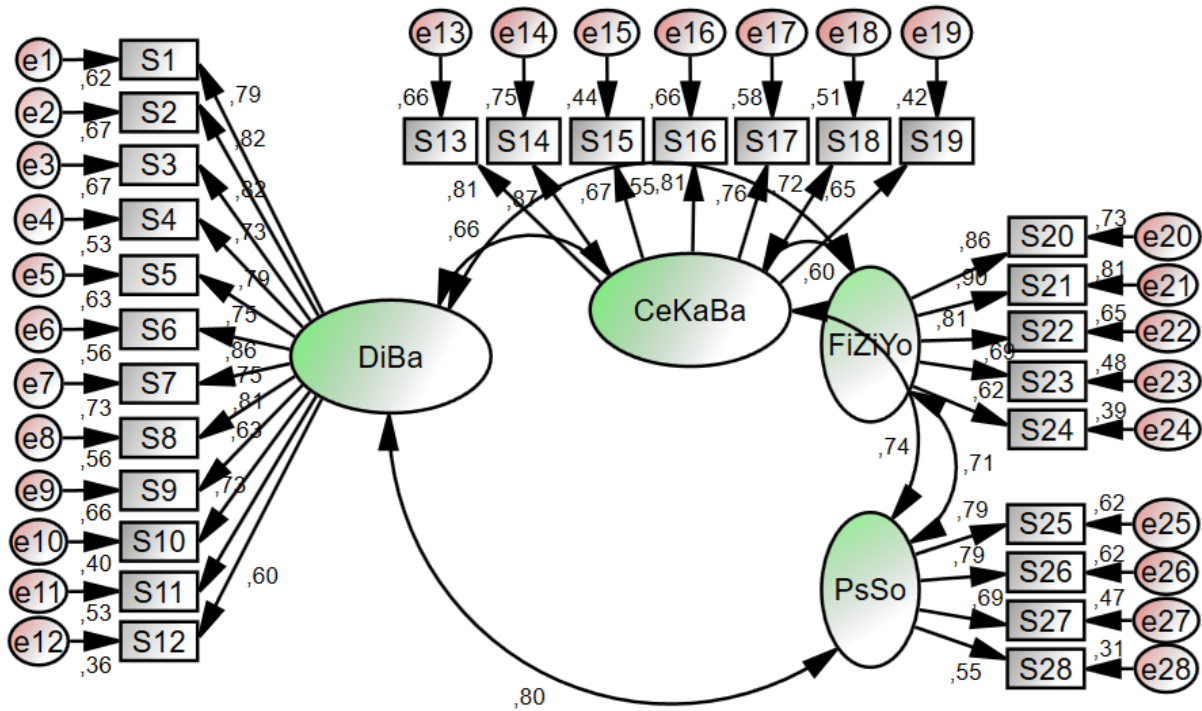 e13 e14 e15 e16 e17 e18 e19
,66 ,75 ,44 ,66 ,58 ,51 ,42
S13 S14 S15 S16 S17 S18 S19
,81 ,87 ,67 ,55 ,81 ,76 ,72 ,65
,66 ,60
e1 ,62 S1 ,79
e2 ,67 S2 ,82
e3 ,67 S3 ,82
e4 ,53 S4 ,73
e5 ,63 S5 ,79
e6 ,56 S6 ,75
e7 ,73 S7 ,86
e8 ,56 S8 ,75
e9 ,66 S9 ,81
e10 ,40 S10 ,63
e11 ,53 S11 ,73
e12 ,36 S12 ,60
DiBa
CeKaBa
FiZiYo
PsSo
,86 S20 ,73 e20
,90 S21 ,81 e21
,81 S22 ,65 e22
,69 S23 ,48 e23
,62 S24 ,39 e24
,74 ,71
,79 S25 ,62 e25
,79 S26 ,62 e26
,69 S27 ,47 e27
,55 S28 ,31 e28
,80